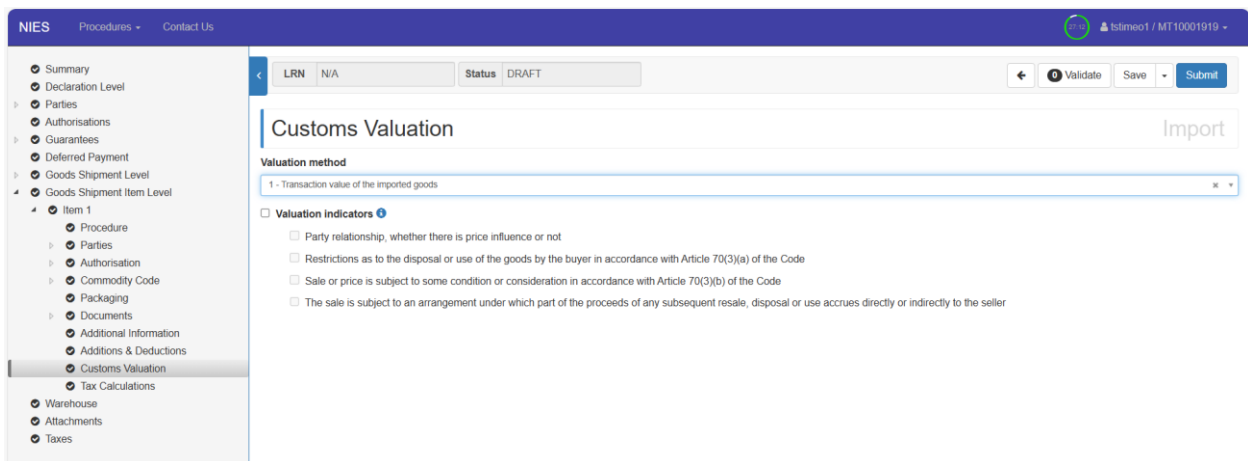 NIES Procedures Contact Us 27:12 tstimeo1 / MT10001919
Summary
Declaration Level
Parties
Authorisations
Guarantees
Deferred Payment
Goods Shipment Level
Goods Shipment Item Level
Item 1
Procedure
Parties
Authorisation
Commodity Code
Packaging
Documents
Additional Information
Additions & Deductions
Customs Valuation
Tax Calculations
Warehouse
Attachments
Taxes
LRN N/A Status DRAFT 0 Validate Save Submit
Customs Valuation Import
Valuation method
1 - Transaction value of the imported goods
Valuation indicators
Party relationship, whether there is price influence or not
Restrictions as to the disposal or use of the goods by the buyer in accordance with Article 70(3)(a) of the Code
Sale or price is subject to some condition or consideration in accordance with Article 70(3)(b) of the Code
The sale is subject to an arrangement under which part of the proceeds of any subsequent resale, disposal or use accrues directly or indirectly to the seller